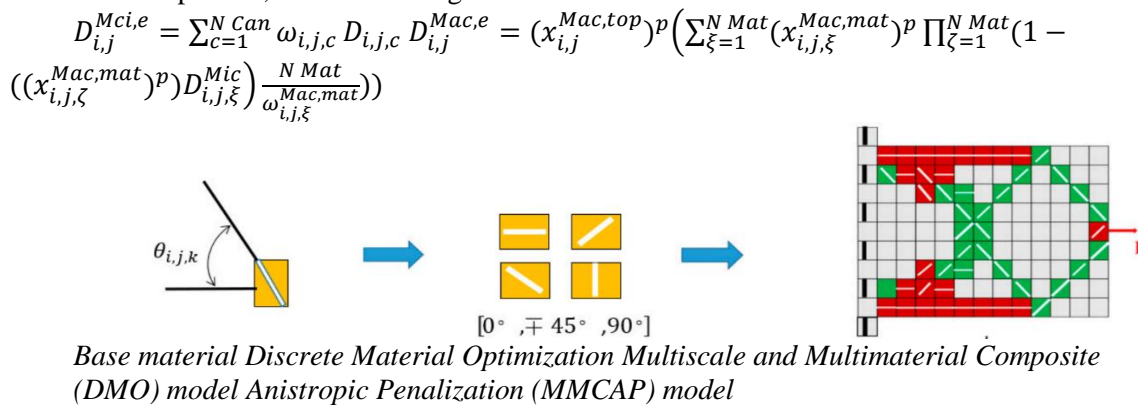 D_{i,j}^{Mci,e} = ∑_{c=1}^{N Can} ω_{i,j,c} D_{i,j,c} D_{i,j}^{Mac,e} = (x_{i,j}^{Mac,top})^p (∑_{ξ=1}^{N Mat} (x_{i,j,ξ}^{Mac,mat})^p ∏_{ζ=1}^{N Mat} (1 −
((x_{i,j,ζ}^{Mac,mat})^p) D_{i,j,ξ}^{Mic}) \frac{N Mat}{ω_{i,j,ξ}^{Mac,mat}}))
θ_{i,j,k}
[0° ,∓ 45° ,90°]
Base material Discrete Material Optimization Multiscale and Multimaterial Composite
(DMO) model Anistropic Penalization (MMCAP) model